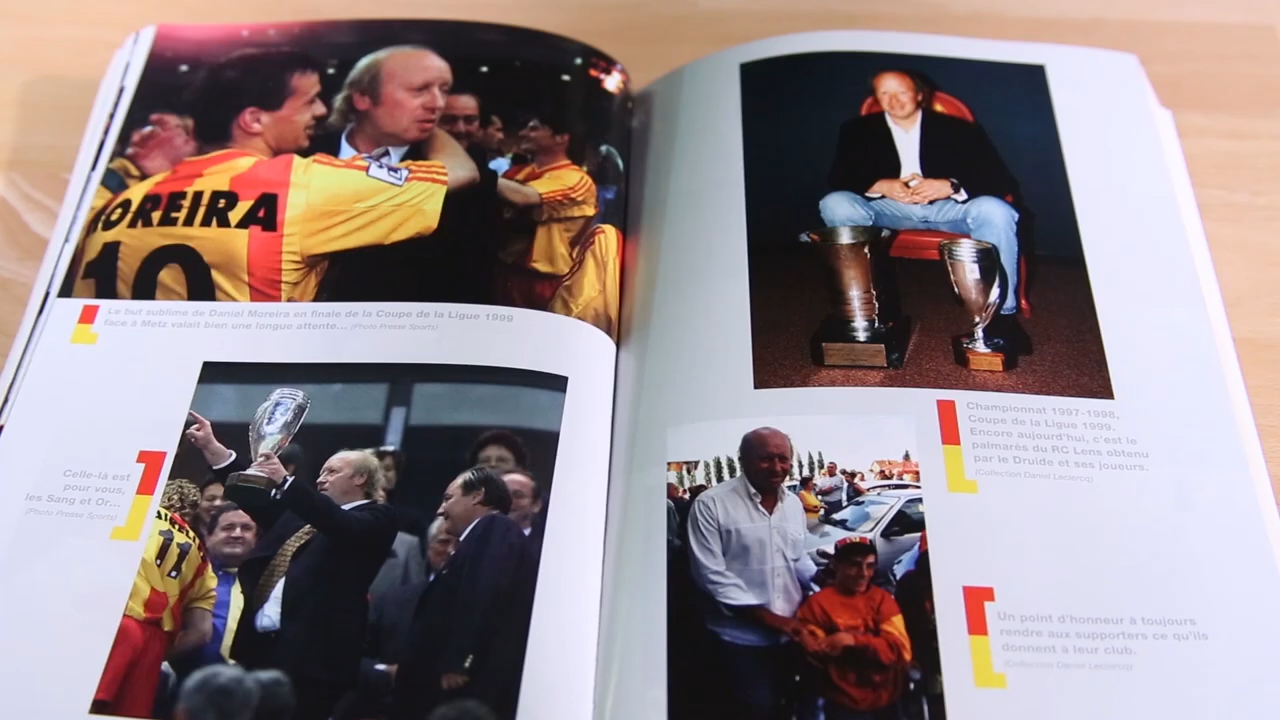 OREIRA
10
Le but sublime de Daniel Moreira en finale de la Coupe de la Ligue 1999
face à Metz valait bien une longue attente... (Photo Presse Sports)
Celle-là est
pour vous,
les Sang et Or...
(Photo Presse Sports)
11
Championnat 1997-1998,
Coupe de la Ligue 1999.
Encore aujourd'hui, c'est le
palmarès du RC Lens obtenu
par le Druide et ses joueurs.
(Collection Daniel Leclercq)
Un point d'honneur à toujours
rendre aux supporters ce qu'ils
donnent à leur club.
(Collection Daniel Leclercq)